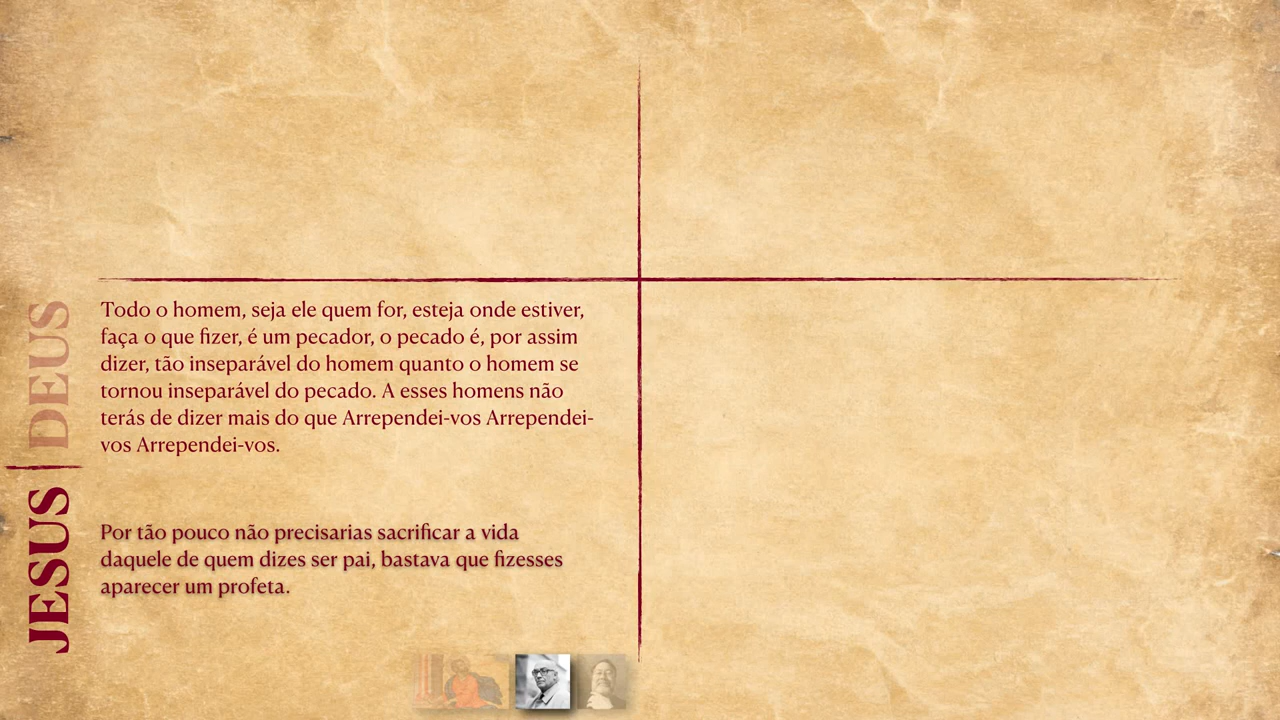 DEUS
Todo o homem, seja ele quem for, esteja onde estiver,
faça o que fizer, é um pecador, o pecado é, por assim
dizer, tão inseparável do homem quanto o homem se
tornou inseparável do pecado. A esses homens não
terás de dizer mais do que Arrependei-vos Arrependei-
vos Arrependei-vos.
JESUS
Por tão pouco não precisarias sacrificar a vida
daquele de quem dizes ser pai, bastava que fizesses
aparecer um profeta.